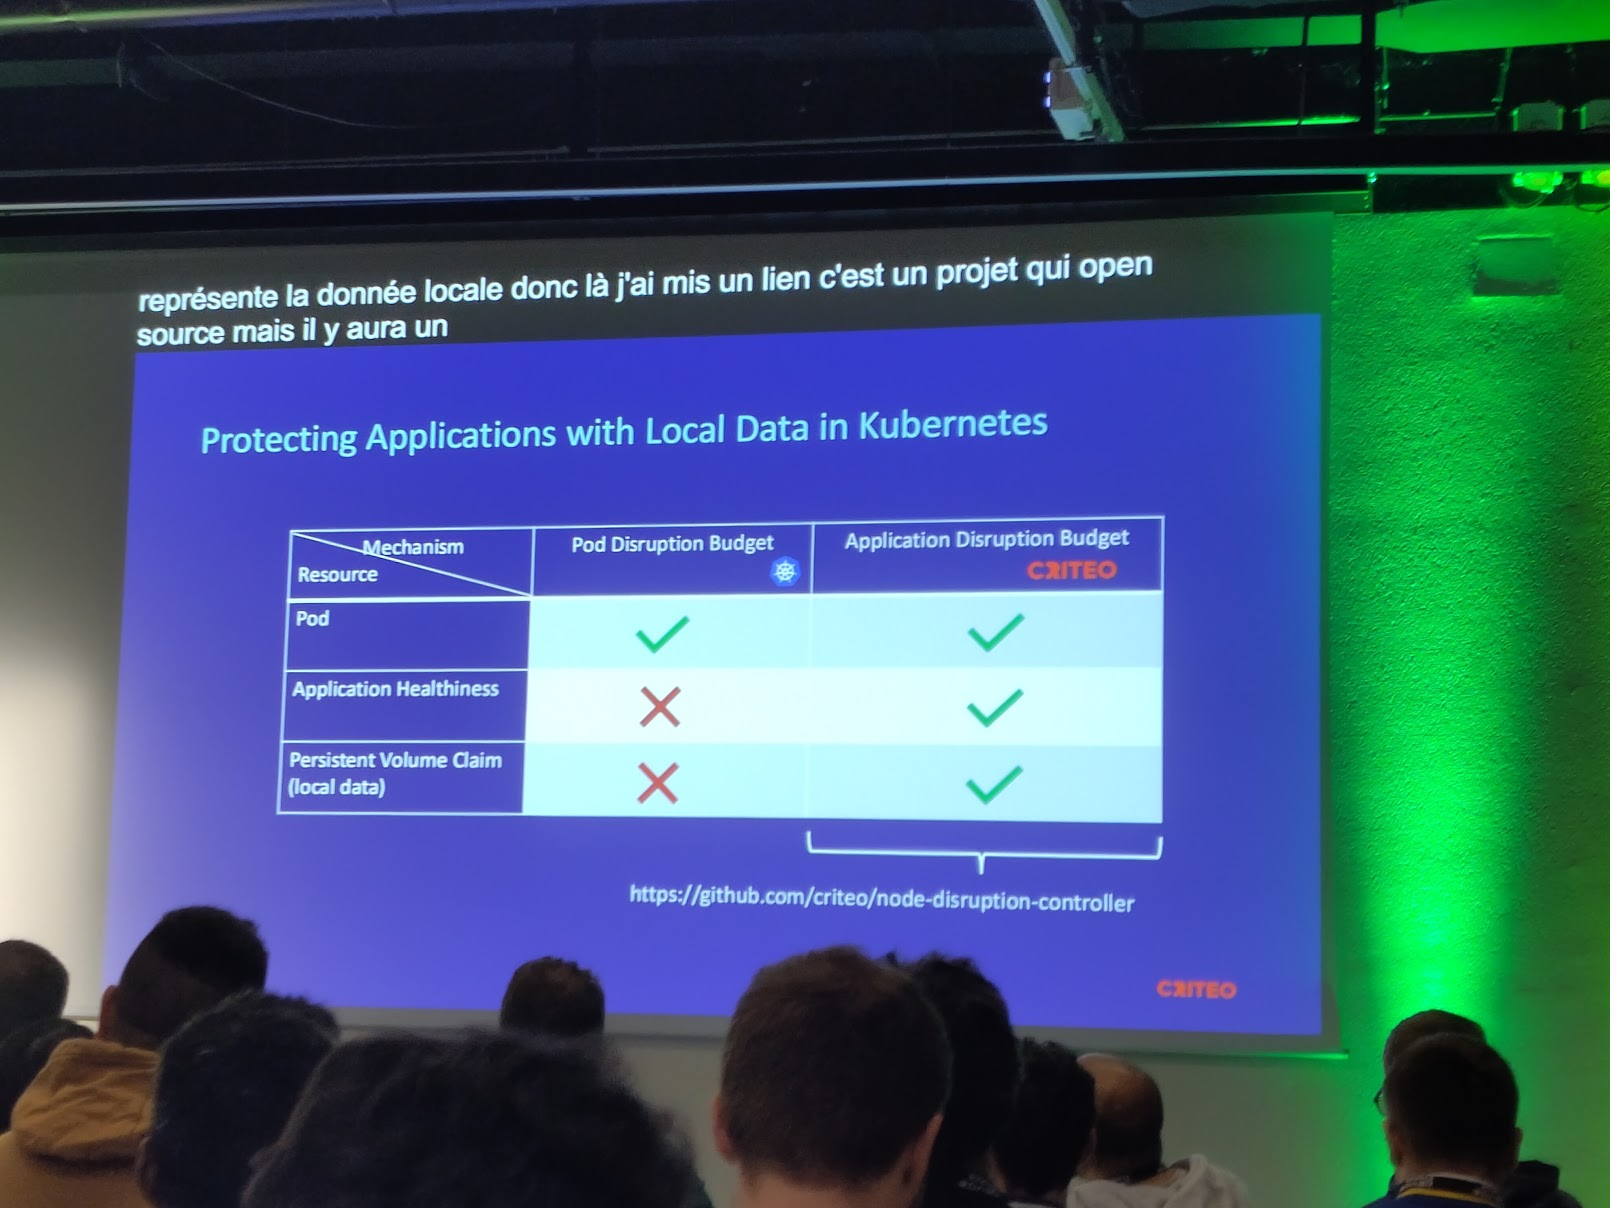 représente la donnée locale donc là j'ai mis un lien c'est un projet qui open
source mais il y aura un
Protecting Applications with Local Data in Kubernetes
Mechanism
Resource
Pod Disruption Budget
Application Disruption Budget
CRITEO
Pod
Application Healthiness
Persistent Volume Claim
(local data)
https://github.com/criteo/node-disruption-controller
CRITEO